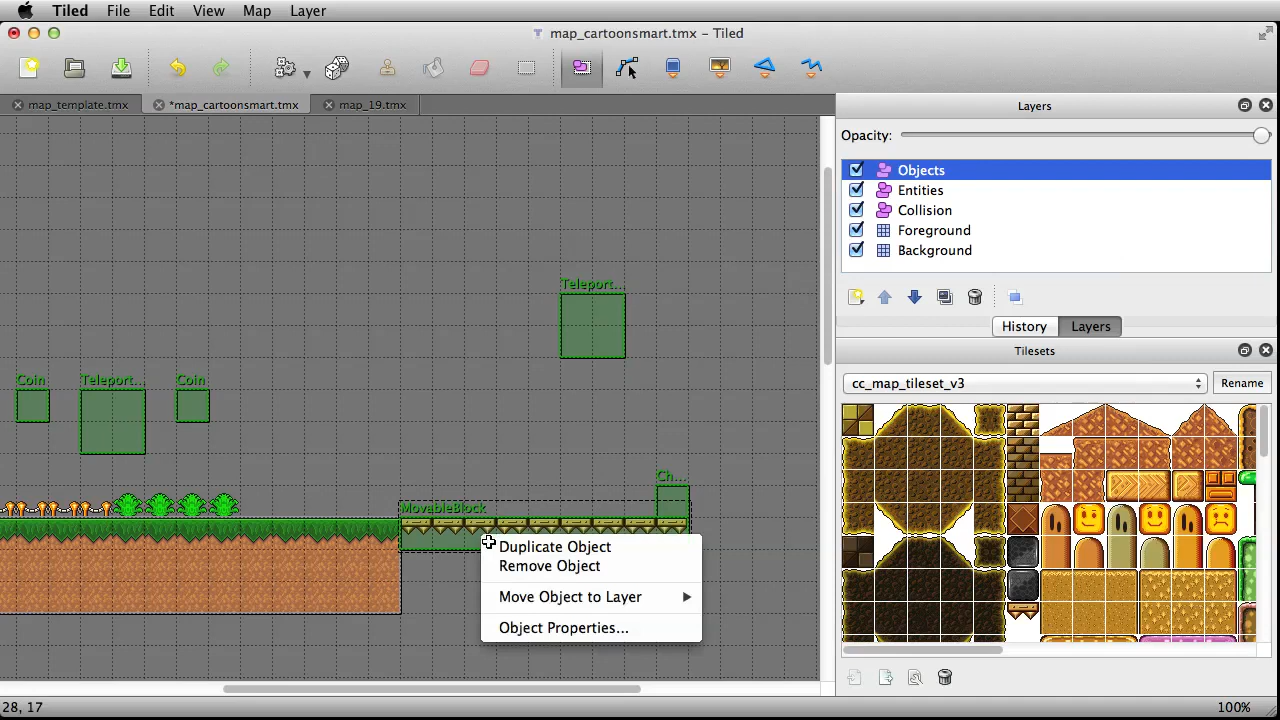 Tiled File Edit View Map Layer
map_cartoonsmart.tmx – Tiled
map_template.tmx *map_cartoonsmart.tmx map_19.tmx
Layers
Opacity:
Objects
Entities
Collision
Foreground
Background
History Layers
Tilesets
cc_map_tileset_v3 Rename
Teleport...
Coin Teleport... Coin
Ch...
MovableBlock
Duplicate Object
Remove Object
Move Object to Layer
Object Properties...
28, 17 100%